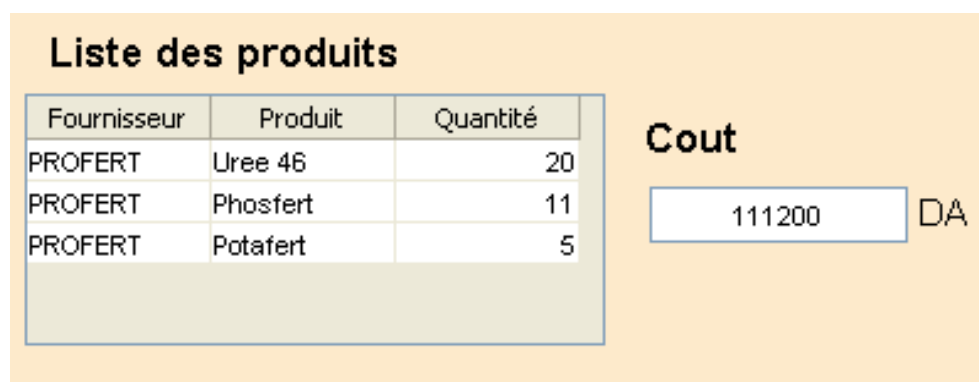 Liste des produits
Fournisseur Produit Quantité
PROFERT Uree 46 20
PROFERT Phosfert 11
PROFERT Potafert 5
Cout
111200 DA